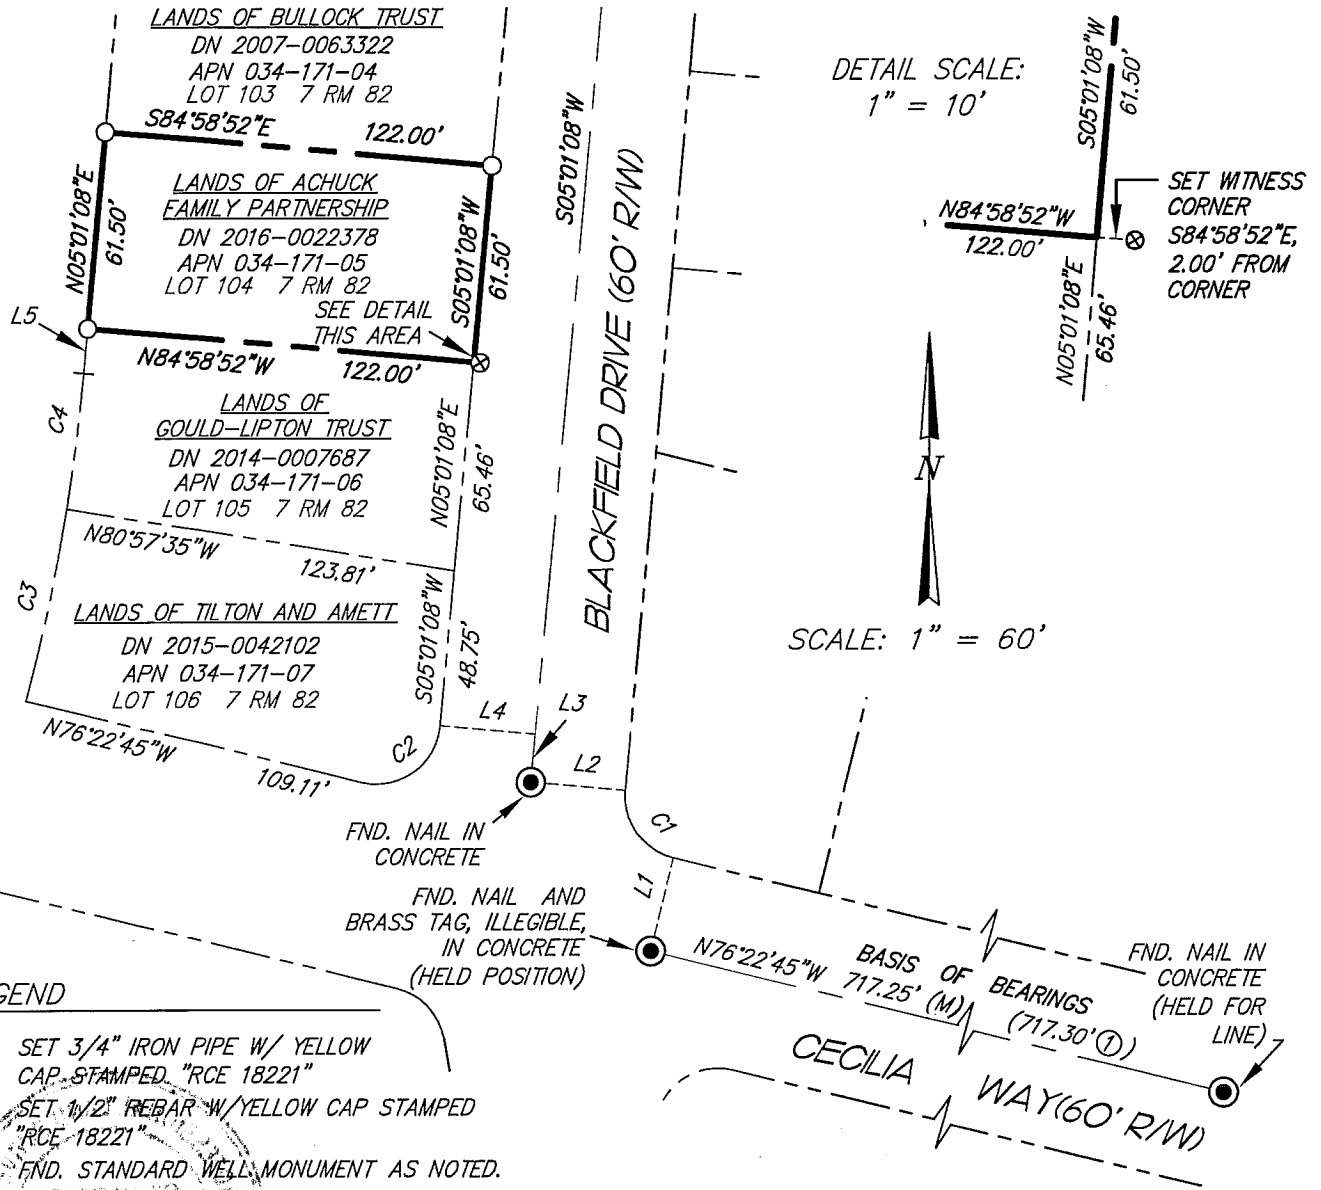 LANDS OF BULLOCK TRUST
DN 2007-0063322
APN 034-171-04
LOT 103 7 RM 82
S84°58'52"E 122.00'
N05°01'08"E
61.50'
LANDS OF ACHUCK
FAMILY PARTNERSHIP
DN 2016-0022378
APN 034-171-05
LOT 104 7 RM 82
S05°01'08"W
61.50'
SEE DETAIL
THIS AREA
L5
N84°58'52"W 122.00'
C4
LANDS OF
GOULD-LIPTON TRUST
DN 2014-0007687
APN 034-171-06
LOT 105 7 RM 82
N05°01'08"E
65.46'
N80°57'35"W 123.81'
C3
LANDS OF TILTON AND AMETT
DN 2015-0042102
APN 034-171-07
LOT 106 7 RM 82
S05°01'08"W
48.75'
N76°22'45"W 109.11'
C2
L4
L3
L2
C1
L1
S05°01'08"W
BLACKFIELD DRIVE (60' R/W)
DETAIL SCALE:
1" = 10'
S05°01'08"W
61.50'
N84°58'52"W
122.00'
SET WITNESS
CORNER
S84°58'52"E,
2.00' FROM
CORNER
N05°01'08"E
65.46'
N
SCALE: 1" = 60'
FND. NAIL IN
CONCRETE
FND. NAIL AND
BRASS TAG, ILLEGIBLE,
IN CONCRETE
(HELD POSITION)
N76°22'45"W 717.25' (M)
BASIS OF BEARINGS
(717.30' ①)
FND. NAIL IN
CONCRETE
(HELD FOR
LINE)
CECILIA WAY(60' R/W)
GEND
SET 3/4" IRON PIPE W/ YELLOW
CAP STAMPED "RCE 18221"
SET 1/2" REBAR W/YELLOW CAP STAMPED
"RCE 18221"
FND. STANDARD WELL MONUMENT AS NOTED.